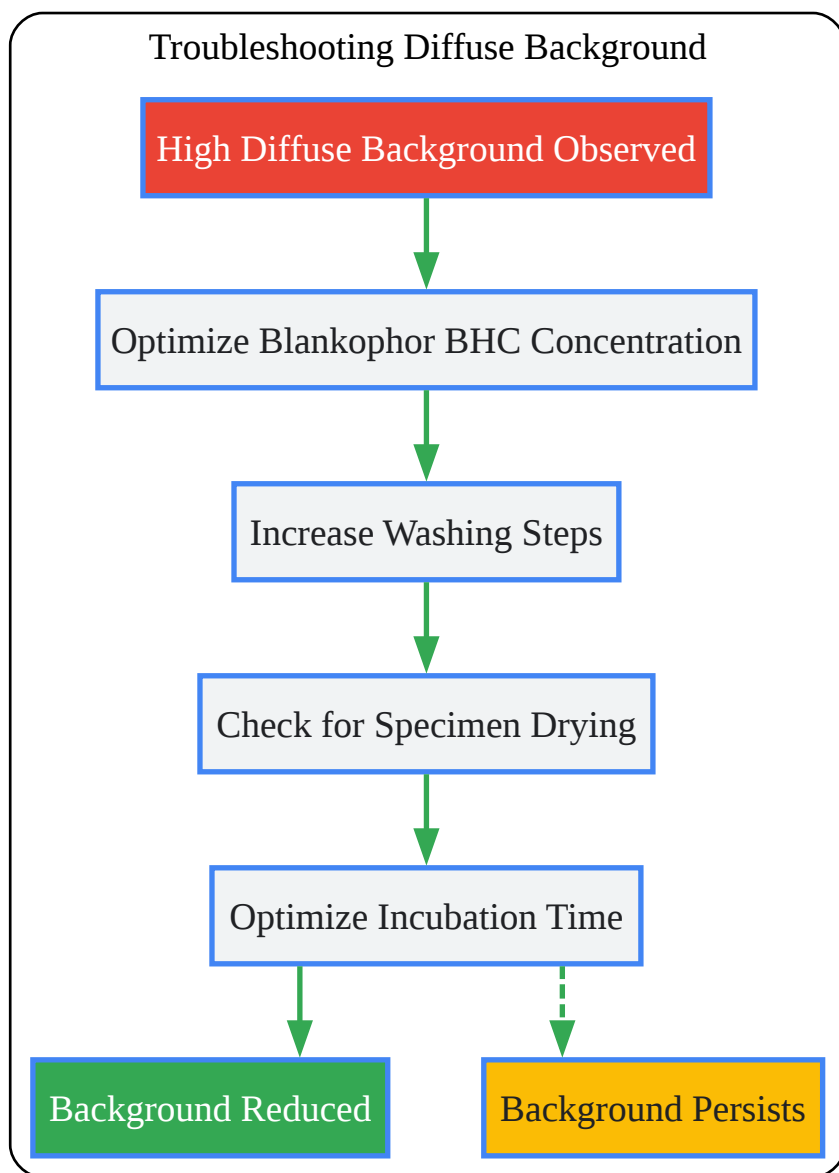 Troubleshooting Diffuse Background
High Diffuse Background Observed
Optimize Blankophor BHC Concentration
Increase Washing Steps
Check for Specimen Drying
Optimize Incubation Time
Background Reduced
Background Persists